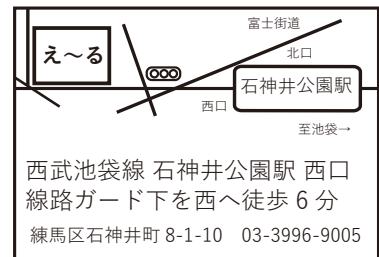 富士街道
北口
え〜る
石神井公園駅
西口
至池袋→
西武池袋線 石神井公園駅 西口
線路ガード下を西へ徒歩 6 分
練馬区石神井町 8-1-10　03-3996-9005